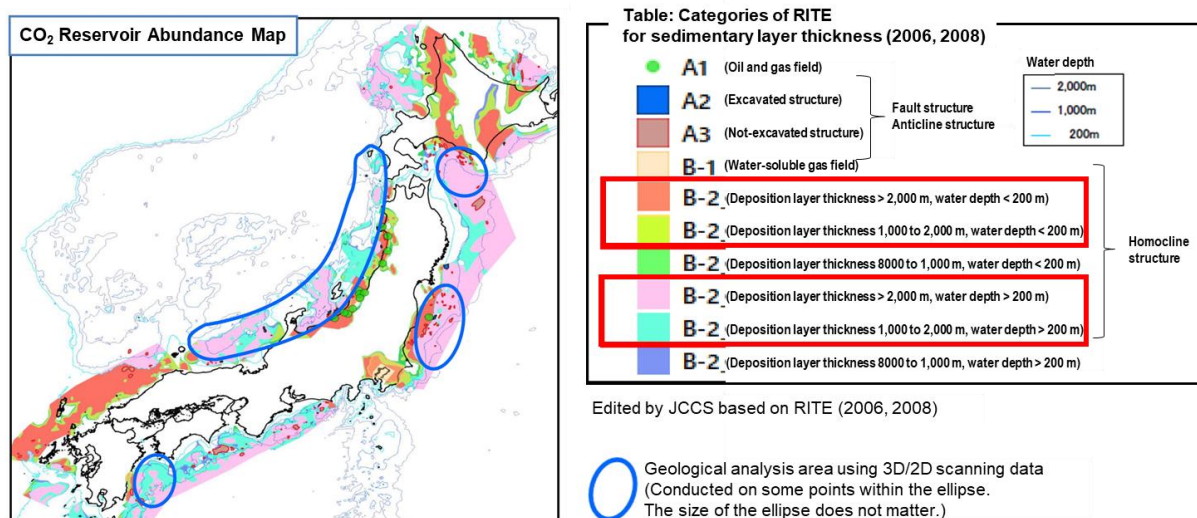 CO₂ Reservoir Abundance Map
Table: Categories of RITE
for sedimentary layer thickness (2006, 2008)
A1 (Oil and gas field)
A2 (Excavated structure)
A3 (Not-excavated structure)
B-1 (Water-soluble gas field)
Fault structure
Anticline structure
B-2 (Deposition layer thickness > 2,000 m, water depth < 200 m)
B-2 (Deposition layer thickness 1,000 to 2,000 m, water depth < 200 m)
B-2 (Deposition layer thickness 8000 to 1,000 m, water depth < 200 m)
B-2 (Deposition layer thickness > 2,000 m, water depth > 200 m)
B-2 (Deposition layer thickness 1,000 to 2,000 m, water depth > 200 m)
B-2 (Deposition layer thickness 8000 to 1,000 m, water depth > 200 m)
Homocline
structure
Water depth
2,000m
1,000m
200m
Edited by JCCS based on RITE (2006, 2008)
Geological analysis area using 3D/2D scanning data
(Conducted on some points within the ellipse.
The size of the ellipse does not matter.)